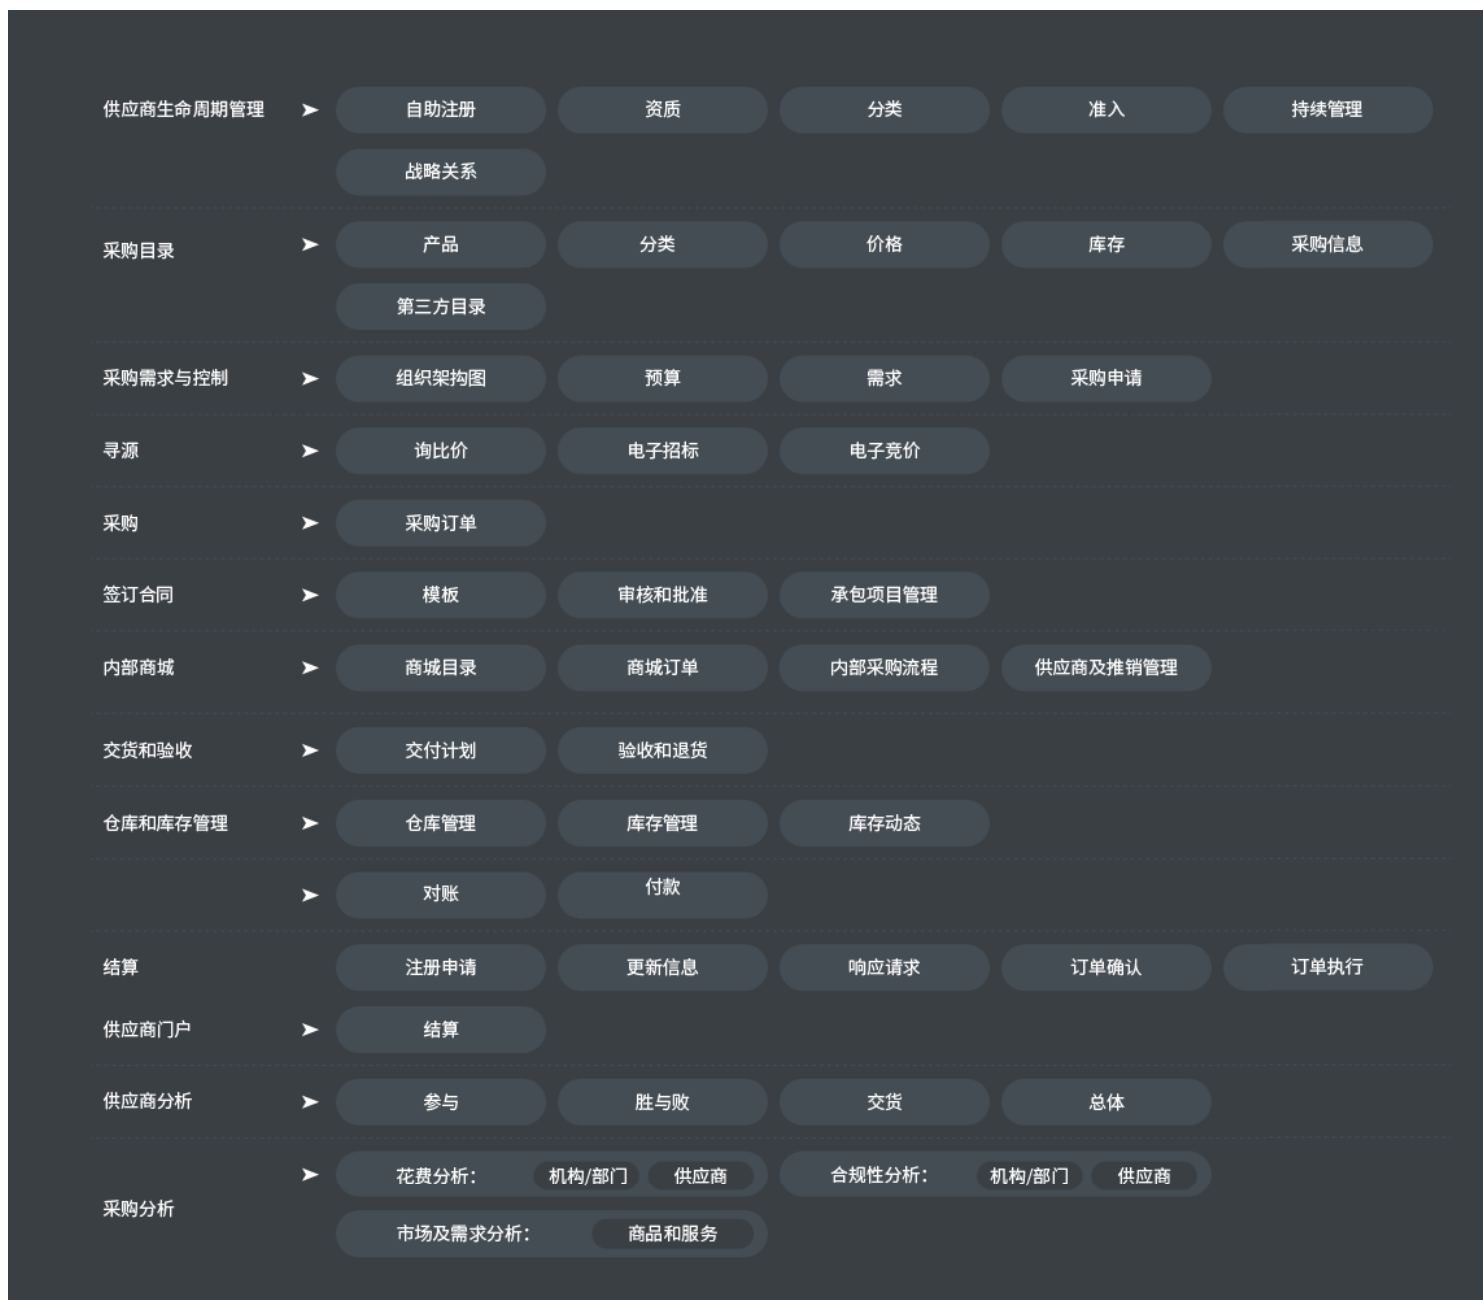 供应商生命周期管理 ➤ 自助注册 资质 分类 准入 持续管理
战略关系
采购目录 ➤ 产品 分类 价格 库存 采购信息
第三方目录
采购需求与控制 ➤ 组织架构图 预算 需求 采购申请
寻源 ➤ 询比价 电子招标 电子竞价
采购 ➤ 采购订单
签订合同 ➤ 模板 审核和批准 承包项目管理
内部商城 ➤ 商城目录 商城订单 内部采购流程 供应商及推销管理
交货和验收 ➤ 交付计划 验收和退货
仓库和库存管理 ➤ 仓库管理 库存管理 库存动态
➤ 对账 付款
结算 注册申请 更新信息 响应请求 订单确认 订单执行
供应商门户 ➤ 结算
供应商分析 ➤ 参与 胜与败 交货 总体
➤ 花费分析： 机构/部门 供应商 合规性分析： 机构/部门 供应商
采购分析
市场及需求分析： 商品和服务